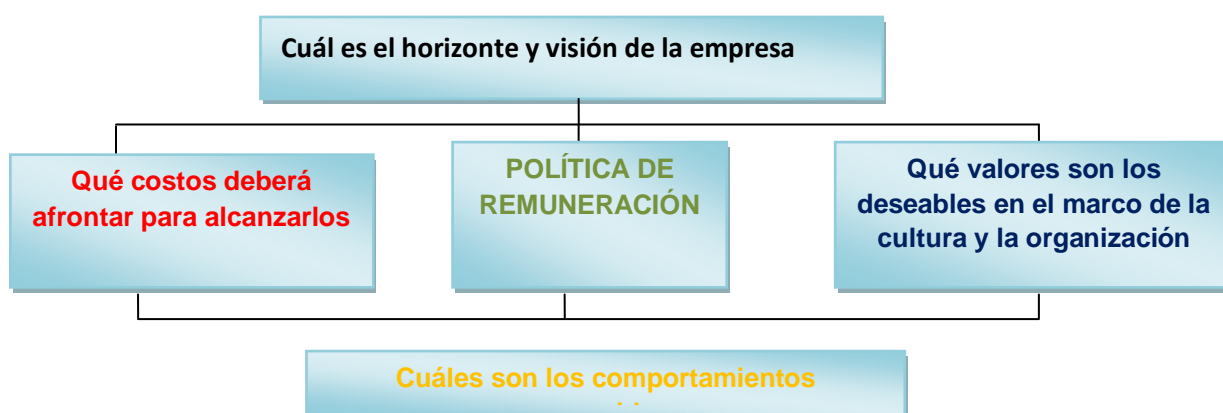 Cuál es el horizonte y visión de la empresa
Qué costos deberá
afrontar para alcanzarlos
POLÍTICA DE
REMUNERACIÓN
Qué valores son los
deseables en el marco de la
cultura y la organización
Cuáles son los comportamientos